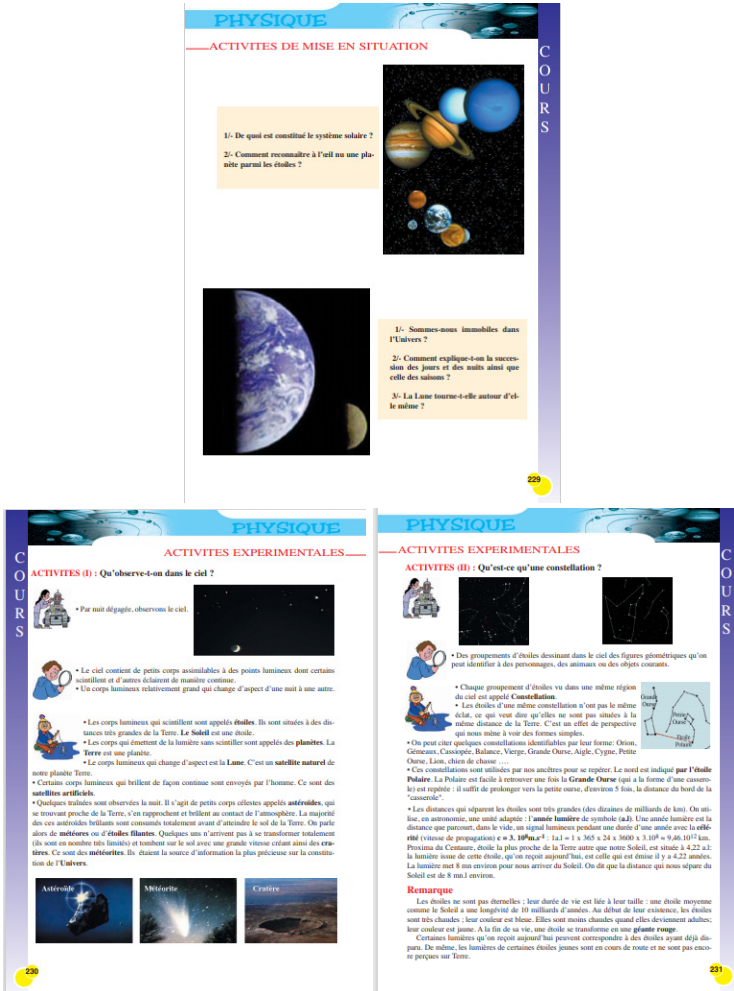 PHYSIQUE
ACTIVITES DE MISE EN SITUATION
COURS
1/- De quoi est constitué le système solaire ?
2/- Comment reconnaître à l'œil nu une pla-
nète parmi les étoiles ?
1/- Sommes-nous immobiles dans
l'Univers ?
2/- Comment explique-t-on la succes-
sion des jours et des nuits ainsi que
celle des saisons ?
3/- La Lune tourne-t-elle autour d'el-
le même ?
229
PHYSIQUE
ACTIVITES EXPERIMENTALES
COURS
ACTIVITES (I) : Qu'observe-t-on dans le ciel ?
• Par nuit dégagée, observons le ciel.
• Le ciel contient de petits corps assimilables à des points lumineux dont certains
scintillent et d'autres éclairent de manière continue.
• Un corps lumineux relativement grand qui change d'aspect d'une nuit à une autre.
• Les corps lumineux qui scintillent sont appelés étoiles. Ils sont situées à des dis-
tances très grandes de la Terre. Le Soleil est une étoile.
• Les corps qui émettent de la lumière sans scintiller sont appelés des planètes. La
Terre est une planète.
• Le corps lumineux qui change d'aspect est la Lune. C'est un satellite naturel de
notre planète Terre.
• Certains corps lumineux qui brillent de façon continue sont envoyés par l'homme. Ce sont des
satellites artificiels.
• Quelques traînées sont observées la nuit. Il s'agit de petits corps célestes appelés astéroïdes, qui
se trouvant proche de la Terre, s'en rapprochent et brûlent au contact de l'atmosphère. La majorité
des ces astéroïdes brûlants sont consumés totalement avant d'atteindre le sol de la Terre. On parle
alors de météores ou d'étoiles filantes. Quelques uns n'arrivent pas à se transformer totalement
(ils sont en nombre très limités) et tombent sur le sol avec une grande vitesse créant ainsi des cra-
tères. Ce sont des météorites. Ils étaient la source d'information la plus précieuse sur la constitu-
tion de l'Univers.
Astéroïde
Météorite
Cratère
230
PHYSIQUE
ACTIVITES EXPERIMENTALES
COURS
ACTIVITES (II) : Qu'est-ce qu'une constellation ?
• Des groupements d'étoiles dessinant dans le ciel des figures géométriques qu'on
peut identifier à des personnages, des animaux ou des objets courants.
• Chaque groupement d'étoiles vu dans une même région
du ciel est appelé Constellation.
• Les étoiles d'une même constellation n'ont pas le même
éclat, ce qui veut dire qu'elles ne sont pas situées à la
même distance de la Terre. C'est un effet de perspective
qui nous mène à voir des formes simples.
Grande
Ourse
Petite
Ourse
Polaire
• On peut citer quelques constellations identifiables par leur forme: Orion,
Gémeaux, Cassiopée, Balance, Vierge, Grande Ourse, Aigle, Cygne, Petite
Ourse, Lion, chien de chasse ….
• Ces constellations sont utilisées par nos ancêtres pour se repérer. Le nord est indiqué par l'étoile
Polaire. La Polaire est facile à retrouver une fois la Grande Ourse (qui a la forme d'une cassero-
le) est repérée : il suffit de prolonger vers la petite ourse, d'environ 5 fois, la distance du bord de la
"casserole".
• Les distances qui séparent les étoiles sont très grandes (des dizaines de milliards de km). On uti-
lise, en astronomie, une unité adaptée : l'année lumière de symbole (a.l). Une année lumière est la
distance que parcourt, dans le vide, un signal lumineux pendant une durée d'une année avec la célé-
rité (vitesse de propagation) c = 3. 10⁸m.s⁻¹ : 1a.l = 1 x 365 x 24 x 3600 x 3.10⁸ = 9,46.10¹² km.
Proxima du Centaure, étoile la plus proche de la Terre autre que notre Soleil, est située à 4,22 a.l:
la lumière issue de cette étoile, qu'on reçoit aujourd'hui, est celle qui est émise il y a 4,22 années.
La lumière met 8 mn environ pour nous arriver du Soleil. On dit que la distance qui nous sépare du
Soleil est de 8 mn.l environ.
Remarque
Les étoiles ne sont pas éternelles ; leur durée de vie est liée à leur taille : une étoile moyenne
comme le Soleil a une longévité de 10 milliards d'années. Au début de leur existence, les étoiles
sont très chaudes ; leur couleur est bleue. Elles sont moins chaudes quand elles deviennent adultes;
leur couleur est jaune. A la fin de sa vie, une étoile se transforme en une géante rouge.
Certaines lumières qu'on reçoit aujourd'hui peuvent correspondre à des étoiles ayant déjà dis-
paru. De même, les lumières de certaines étoiles sont en cours de route et ne sont pas enco-
re perçues sur Terre.
231